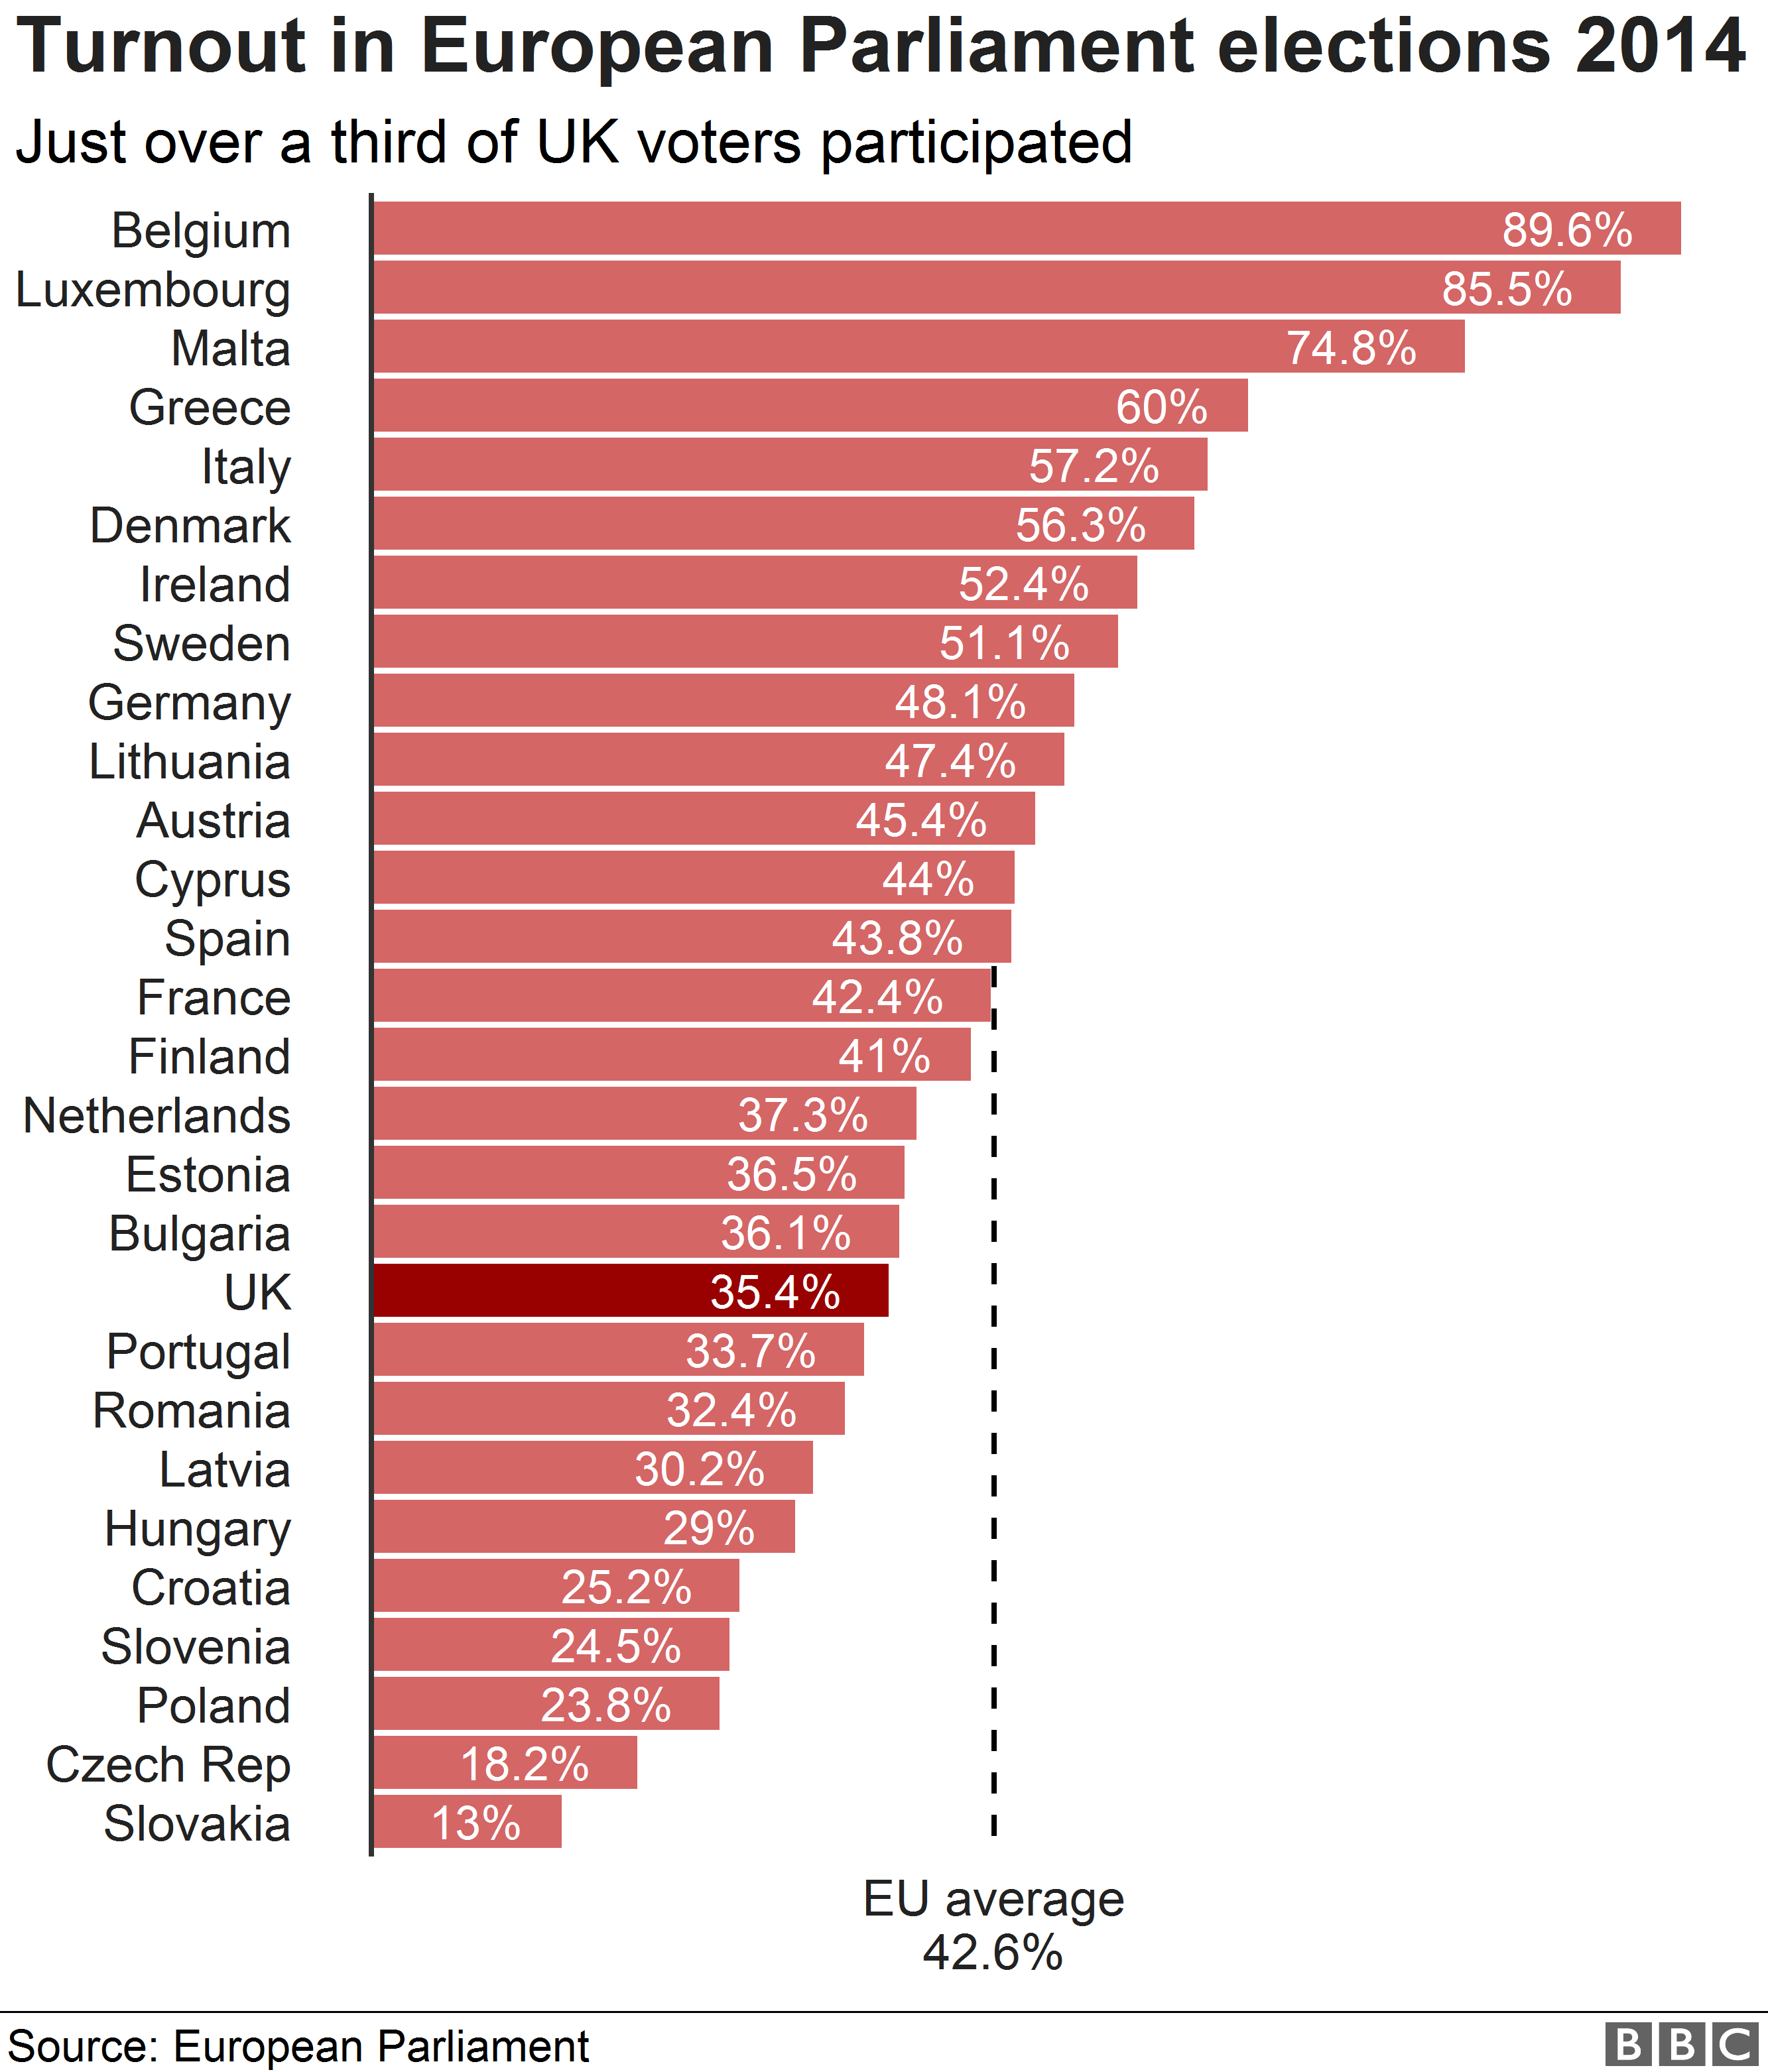 Turnout in European Parliament elections 2014
Just over a third of UK voters participated
Belgium 89.6%
Luxembourg 85.5%
Malta 74.8%
Greece 60%
Italy 57.2%
Denmark 56.3%
Ireland 52.4%
Sweden 51.1%
Germany 48.1%
Lithuania 47.4%
Austria 45.4%
Cyprus 44%
Spain 43.8%
France 42.4%
Finland 41%
Netherlands 37.3%
Estonia 36.5%
Bulgaria 36.1%
UK 35.4%
Portugal 33.7%
Romania 32.4%
Latvia 30.2%
Hungary 29%
Croatia 25.2%
Slovenia 24.5%
Poland 23.8%
Czech Rep 18.2%
Slovakia 13%
EU average
42.6%
Source: European Parliament BBC